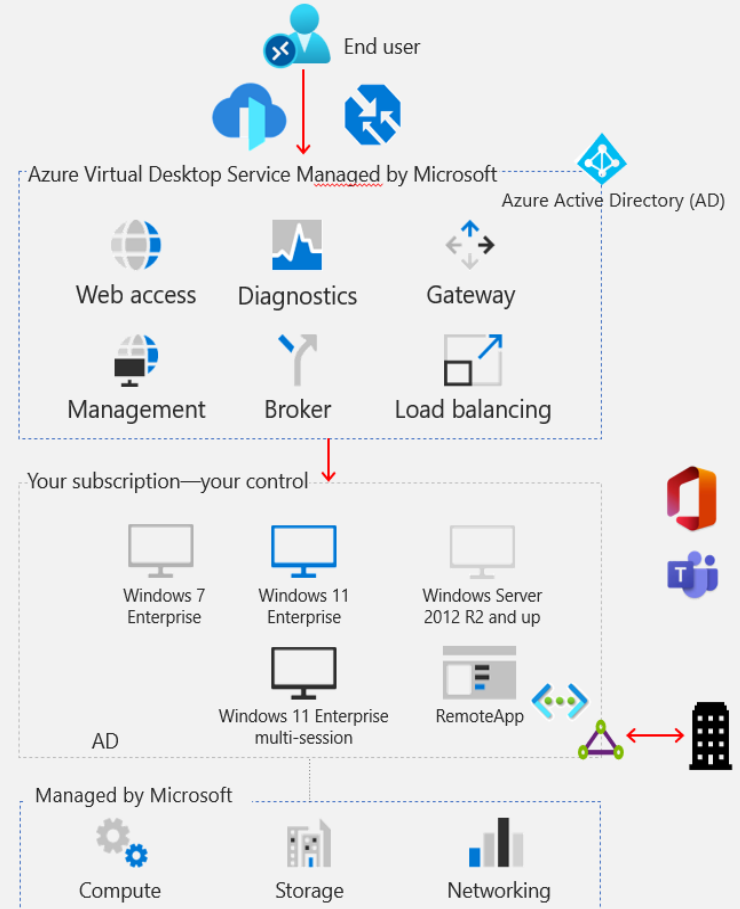 End user
Azure Virtual Desktop Service Managed by Microsoft
Azure Active Directory (AD)
Web access
Diagnostics
Gateway
Management
Broker
Load balancing
Your subscription—your control
Windows 7
Enterprise
Windows 11
Enterprise
Windows Server
2012 R2 and up
T
Windows 11 Enterprise
multi-session
RemoteApp
AD
Managed by Microsoft
Compute
Storage
Networking